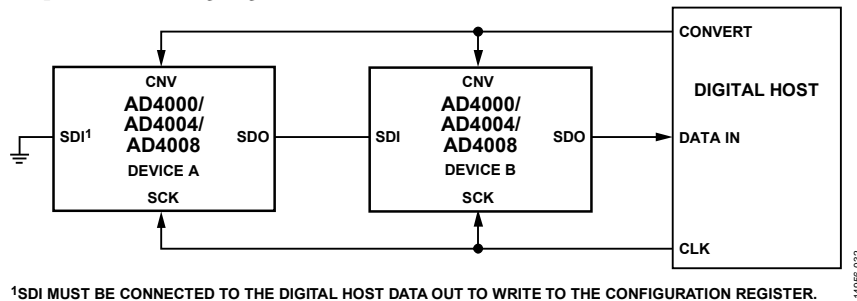 CONVERT
DIGITAL HOST
DATA IN
CLK
CNV
AD4000/
AD4004/
AD4008
DEVICE A
SDI1
SDO
SCK
CNV
AD4000/
AD4004/
AD4008
DEVICE B
SDI
SDO
SCK
1SDI MUST BE CONNECTED TO THE DIGITAL HOST DATA OUT TO WRITE TO THE CONFIGURATION REGISTER.